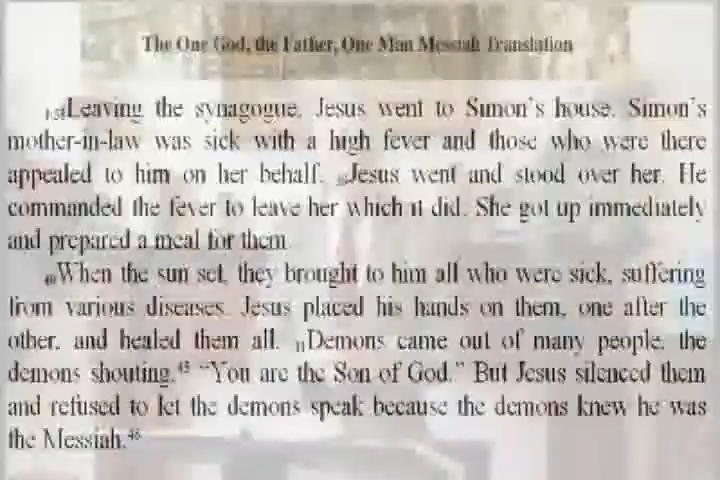 The One God, the Father, One Man Messiah Translation
Leaving the synagogue, Jesus went to Simon's house. Simon's
mother-in-law was sick with a high fever and those who were there
appealed to him on her behalf. Jesus went and stood over her. He
commanded the fever to leave her which it did. She got up immediately
and prepared a meal for them
40When the sun set, they brought to him all who were sick, suffering
from various diseases. Jesus placed his hands on them, one after the
other, and healed them all. Demons came out of many people, the
demons shouting,45 "You are the Son of God." But Jesus silenced them
and refused to let the demons speak because the demons knew he was
the Messiah.46